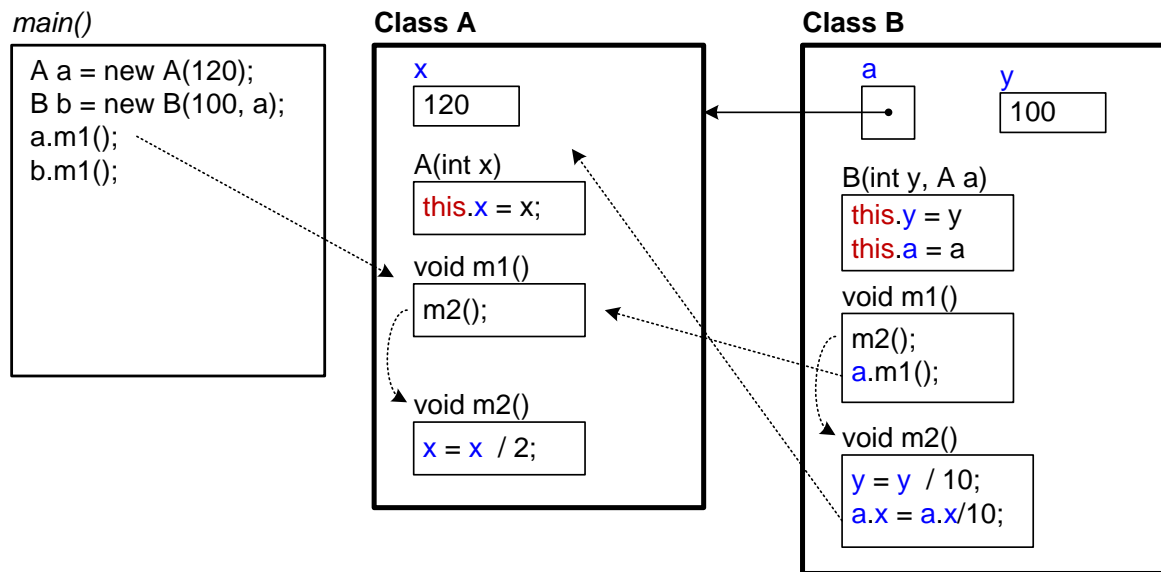 main()
A a = new A(120);
B b = new B(100, a);
a.m1();
b.m1();
Class A
x
120
A(int x)
this.x = x;
void m1()
m2();
void m2()
x = x / 2;
Class B
a
y
100
B(int y, A a)
this.y = y
this.a = a
void m1()
m2();
a.m1();
void m2()
y = y / 10;
a.x = a.x/10;